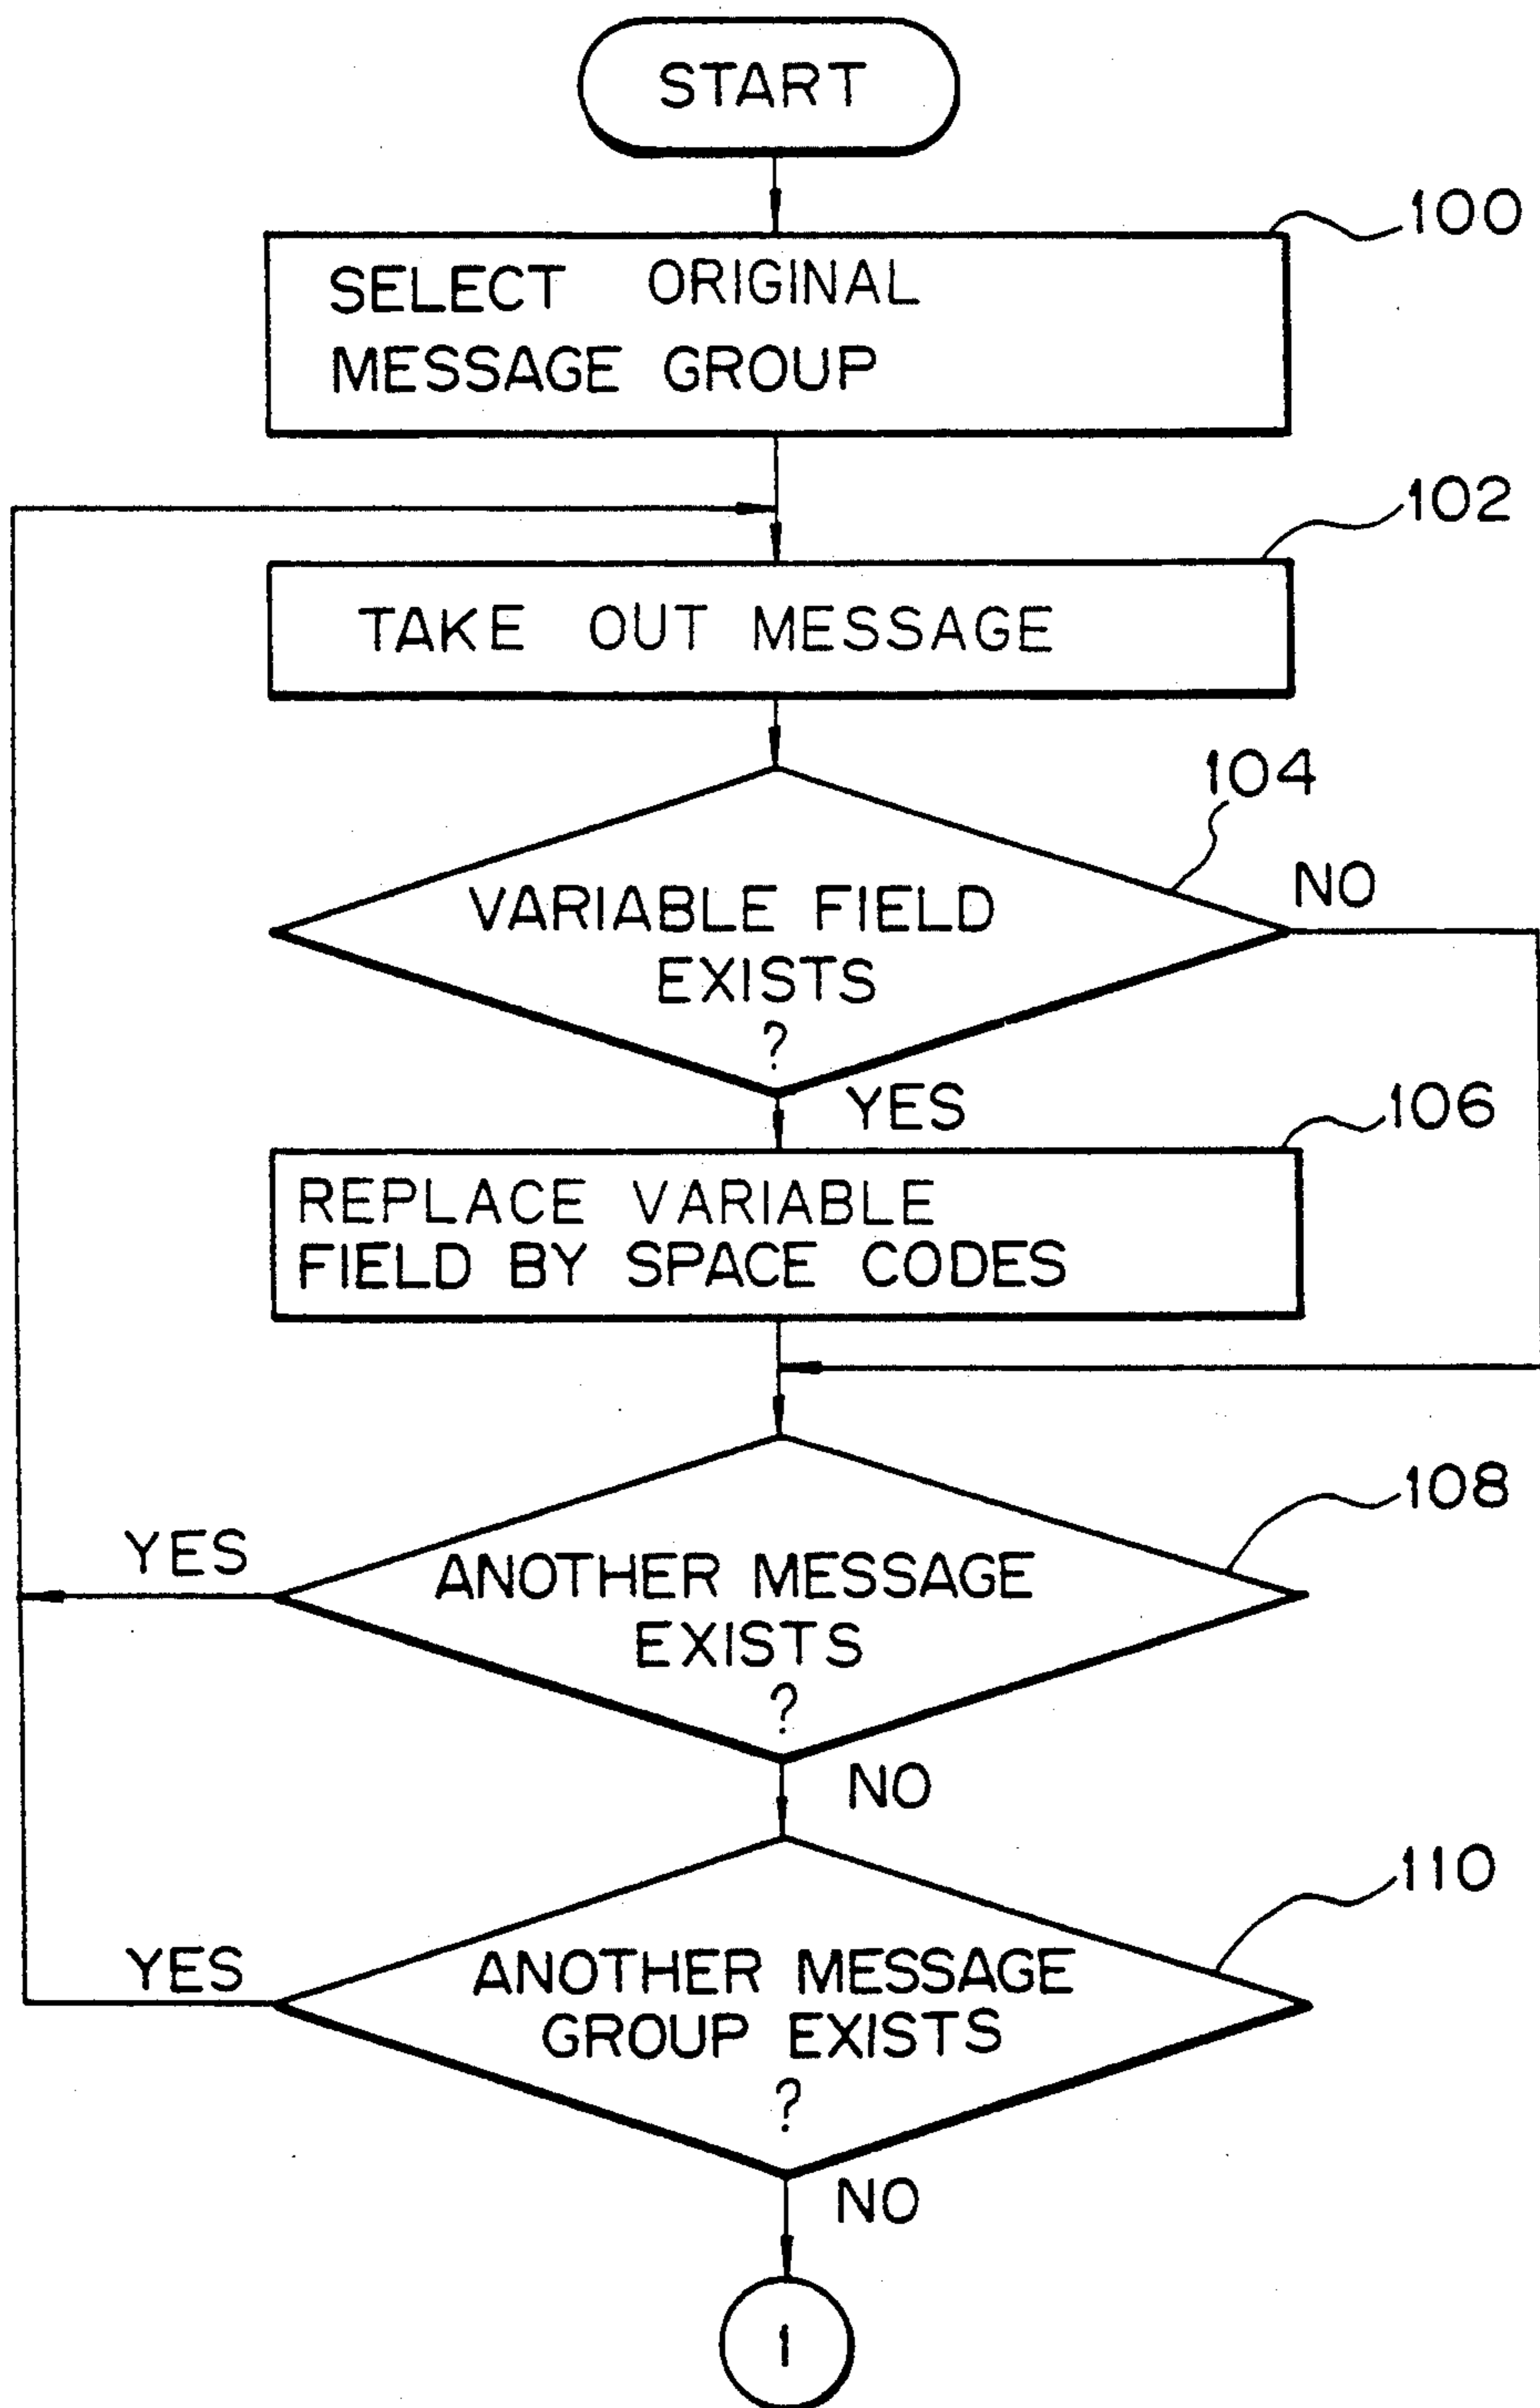 START
100
SELECT ORIGINAL
MESSAGE GROUP
102
TAKE OUT MESSAGE
104
NO
VARIABLE FIELD
EXISTS
?
YES
106
REPLACE VARIABLE
FIELD BY SPACE CODES
108
YES
ANOTHER MESSAGE
EXISTS
?
NO
110
YES
ANOTHER MESSAGE
GROUP EXISTS
?
NO
1